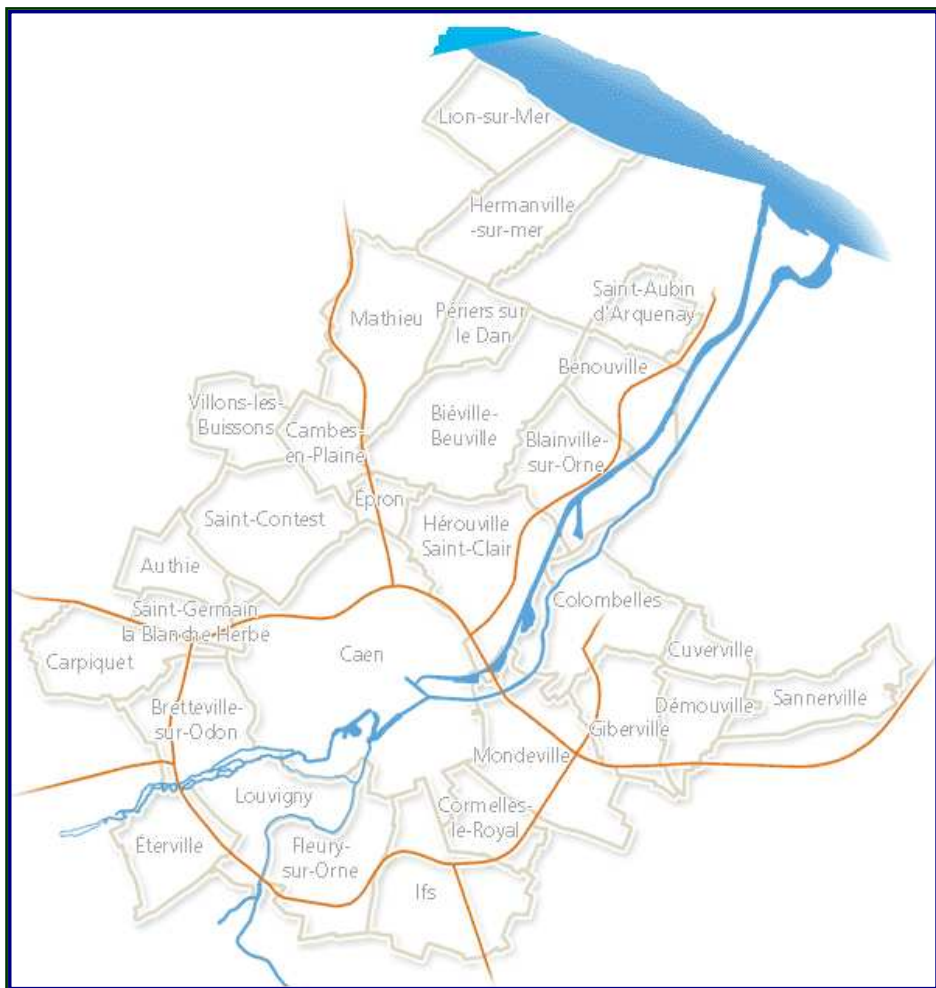 Lion-sur-Mer
Hermanville
-sur-mer
Saint-Aubin
d'Arquenay
Mathieu
Périers sur
le Dan
Bénouville
Villons-les-
Buissons
Cambes-
en-Plaine
Biéville-
Beuville
Blainville-
sur-Orne
Épron
Saint-Contest
Hérouville
Saint-Clair
Authie
Saint-Germain
la Blanche Herbe
Colombelles
Carpiquet
Caen
Cuverville
Sannerville
Démouville
Bretteville-
sur-Odon
Giberville
Mondeville
Louvigny
Cormelles-
le-Royal
Éterville
Fleury-
sur-Orne
Ifs